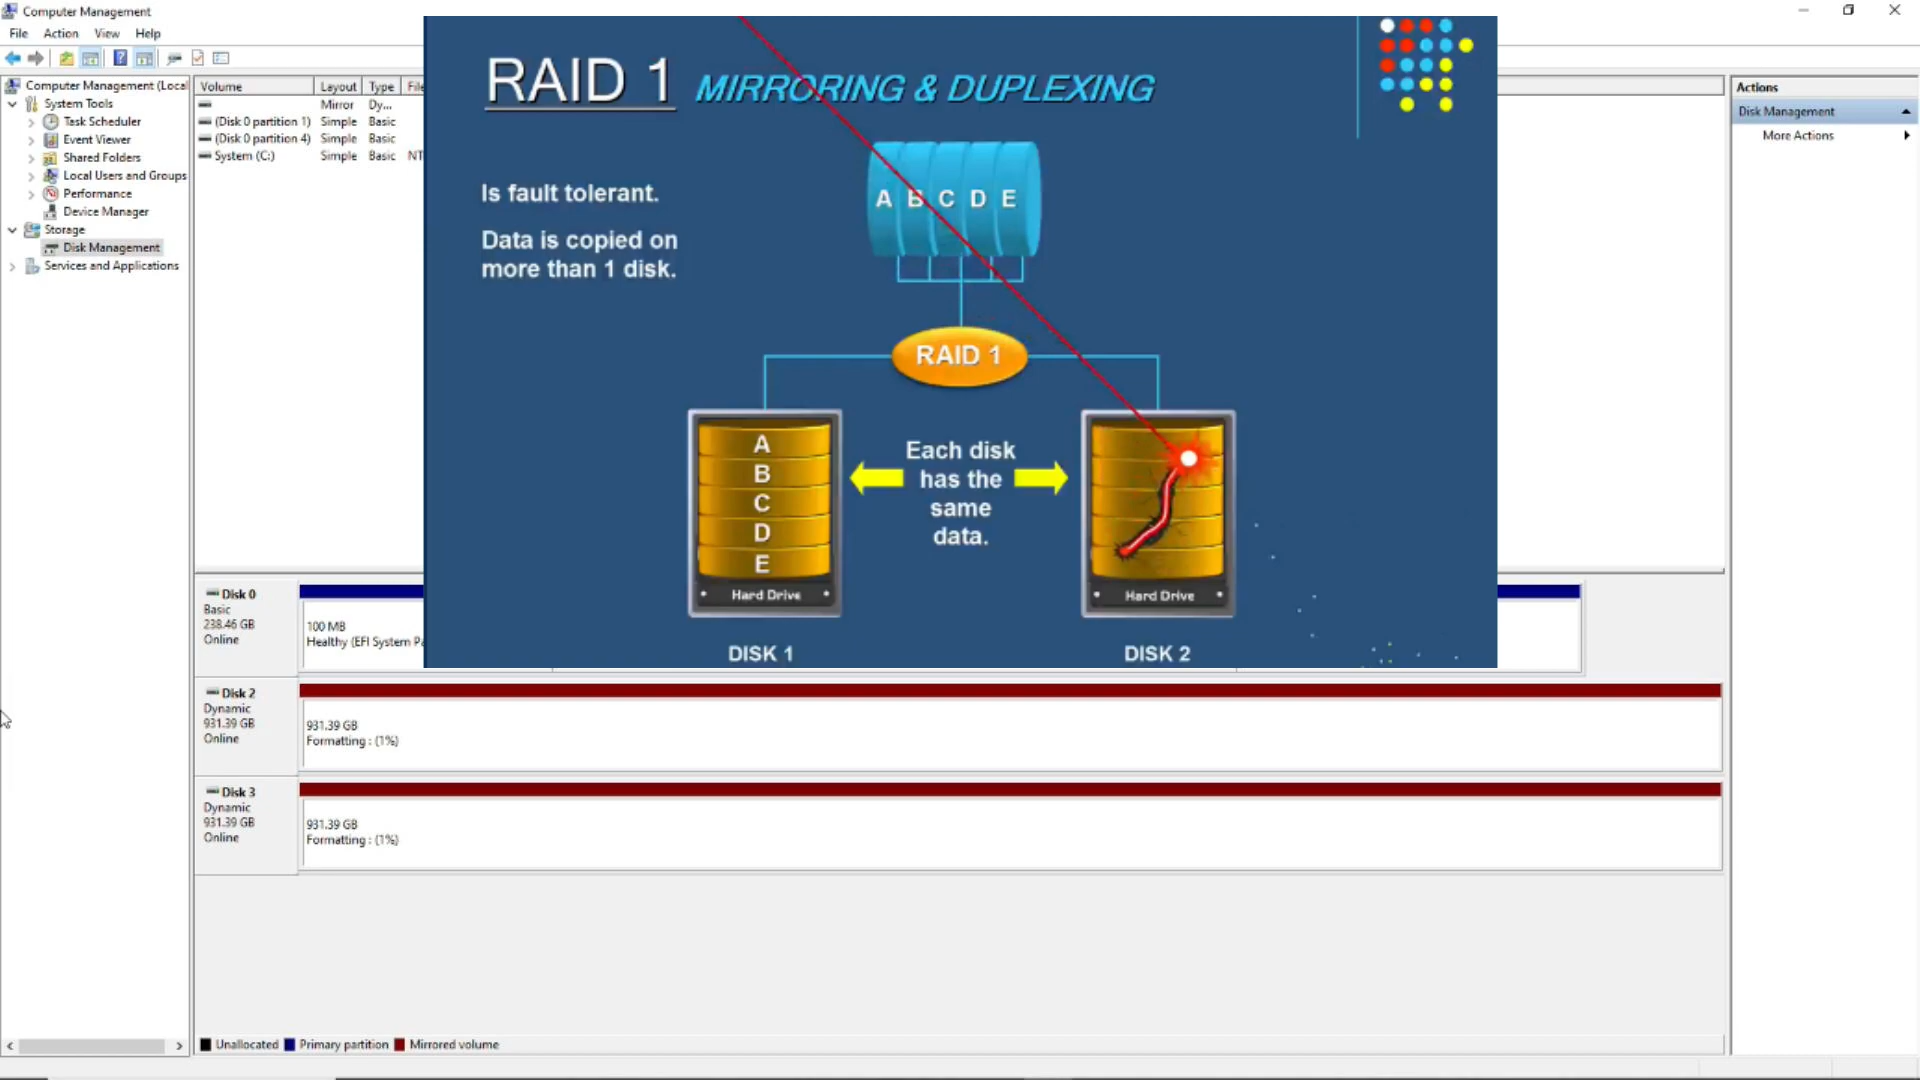 Computer Management
File Action View Help
Computer Management (Local
System Tools
Task Scheduler
Event Viewer
Shared Folders
Local Users and Groups
Performance
Device Manager
Storage
Disk Management
Services and Applications
Volume Layout Type File
Mirror Dy...
(Disk 0 partition 1) Simple Basic
(Disk 0 partition 4) Simple Basic
System (C:) Simple Basic NT
RAID 1 MIRRORING & DUPLEXING
Is fault tolerant.
Data is copied on
more than 1 disk.
A B C D E
RAID 1
A
B
C
D
E
Hard Drive
DISK 1
Each disk
has the
same
data.
Hard Drive
DISK 2
Actions
Disk Management
More Actions
Disk 0
Basic
238.46 GB
Online
100 MB
Healthy (EFI System Pa
Disk 2
Dynamic
931.39 GB
Online
931.39 GB
Formatting : (1%)
Disk 3
Dynamic
931.39 GB
Online
931.39 GB
Formatting : (1%)
Unallocated Primary partition Mirrored volume